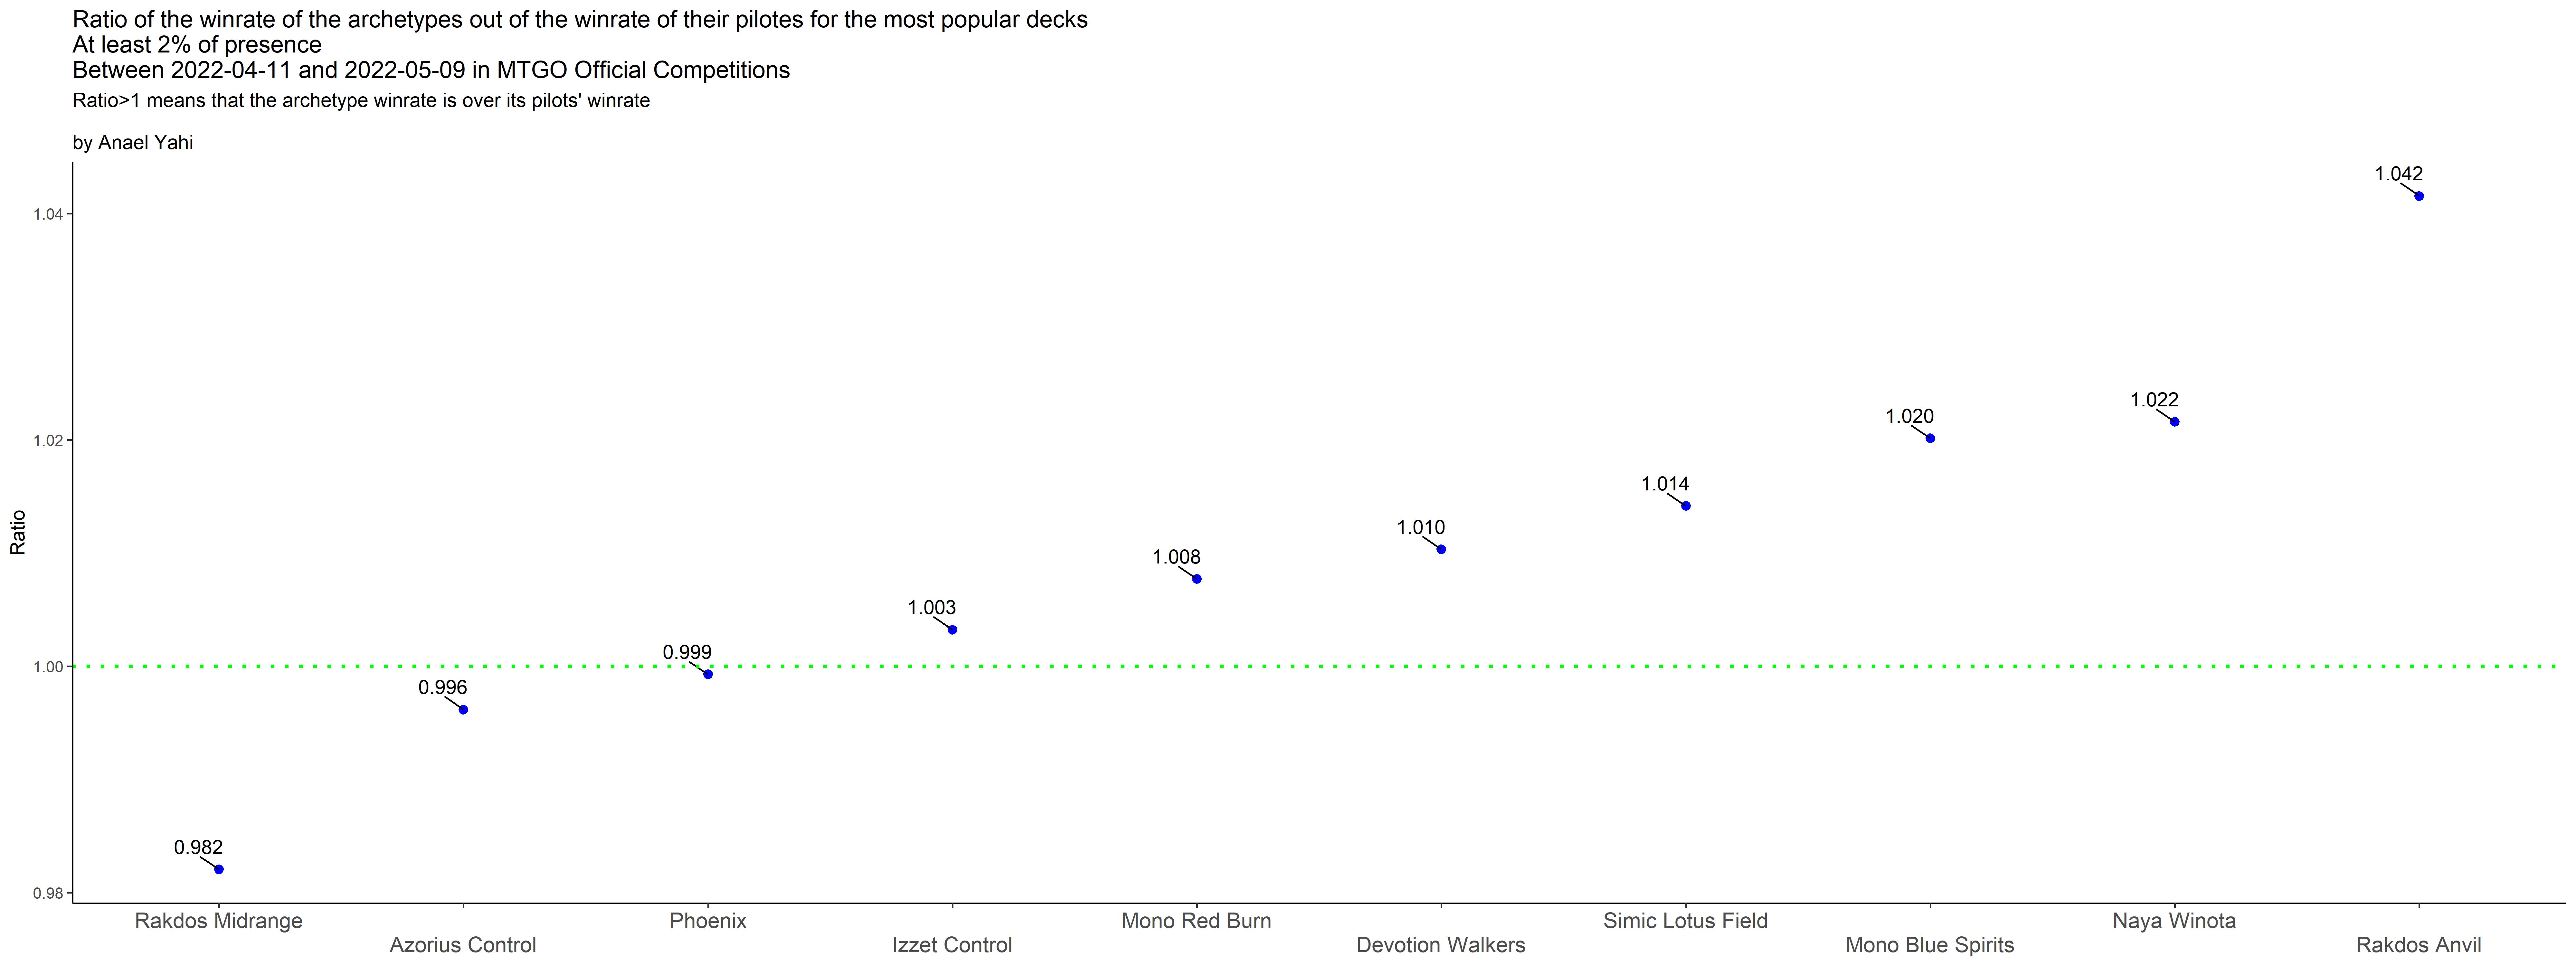 Ratio of the winrate of the archetypes out of the winrate of their pilotes for the most popular decks
At least 2% of presence
Between 2022-04-11 and 2022-05-09 in MTGO Official Competitions
Ratio>1 means that the archetype winrate is over its pilots' winrate
by Anael Yahi
1.042
1.04
1.022
1.020
1.02
1.014
1.010
1.008
1.003
0.999
1.00
0.996
0.982
0.98
Ratio
Rakdos Midrange
Azorius Control
Phoenix
Izzet Control
Mono Red Burn
Devotion Walkers
Simic Lotus Field
Mono Blue Spirits
Naya Winota
Rakdos Anvil